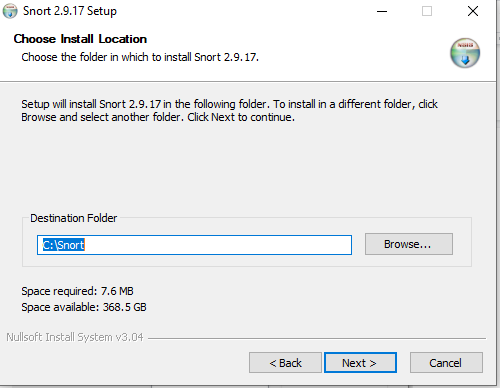 Snort 2.9.17 Setup
Choose Install Location
Choose the folder in which to install Snort 2.9.17.
Setup will install Snort 2.9.17 in the following folder. To install in a different folder, click
Browse and select another folder. Click Next to continue.
Destination Folder
C:\Snort
Browse...
Space required: 7.6 MB
Space available: 368.5 GB
Nullsoft Install System v3.04
< Back
Next >
Cancel